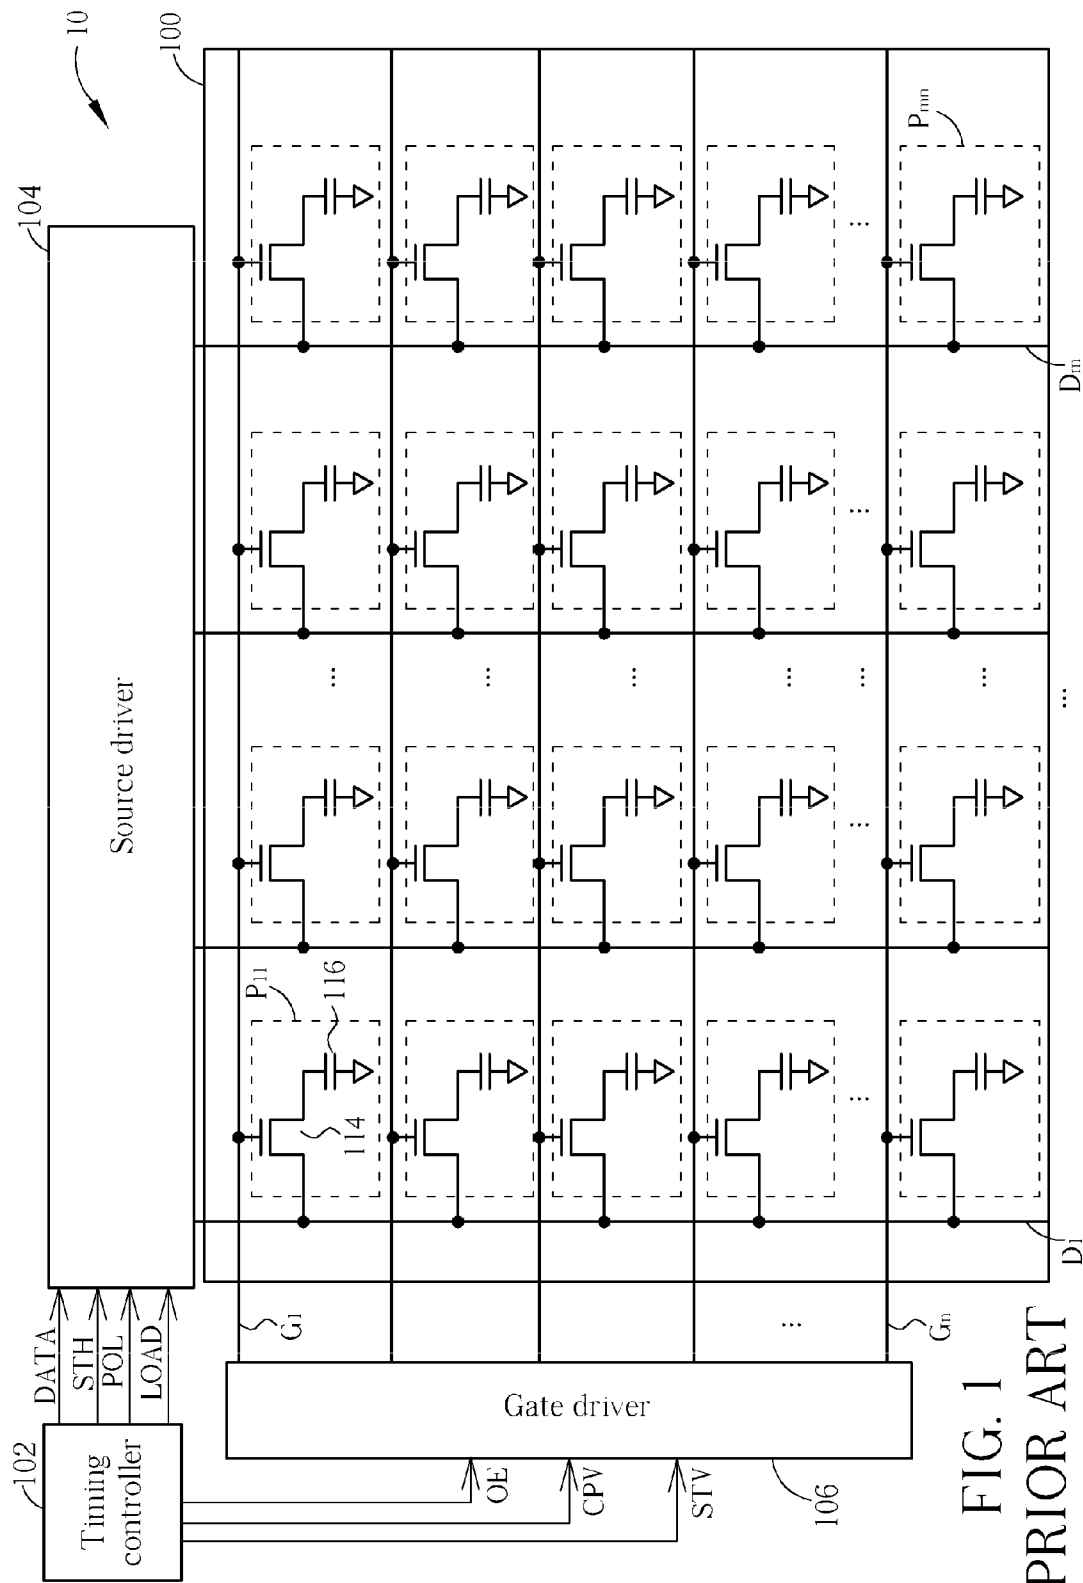 10
100
104
Source driver
102
Timing
controller
DATA
STH
POL
LOAD
OE
CPV
STV
Gate driver
106
G1
...
Gn
P11
116
114
...
...
...
...
...
...
...
...
...
...
...
Pmn
D1
Dm
FIG. 1
PRIOR ART